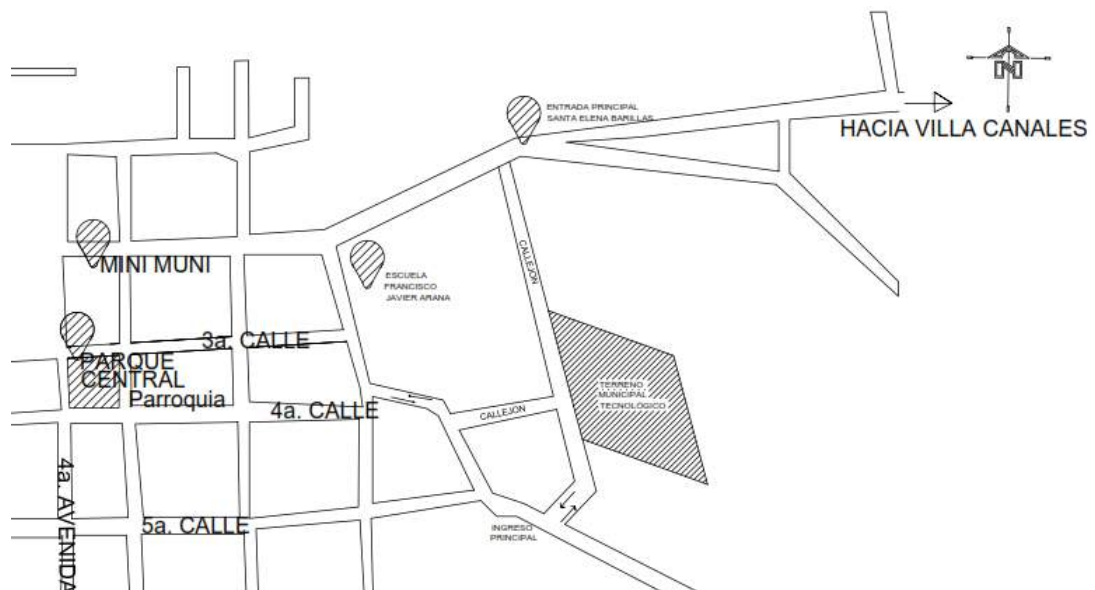 ENTRADA PRINCIPAL
SANTA ELENA BARILLAS
N
HACIA VILLA CANALES
MINI MUNI
CALLEJON
ESCUELA
FRANCISCO
JAVIER ARANA
3a. CALLE
PARQUE
CENTRAL
Parroquia
4a. CALLE
CALLEJON
TERRENO
MUNICIPAL
TECNOLÓGICO
4a. AVENIDA
5a. CALLE
INGRESO
PRINCIPAL